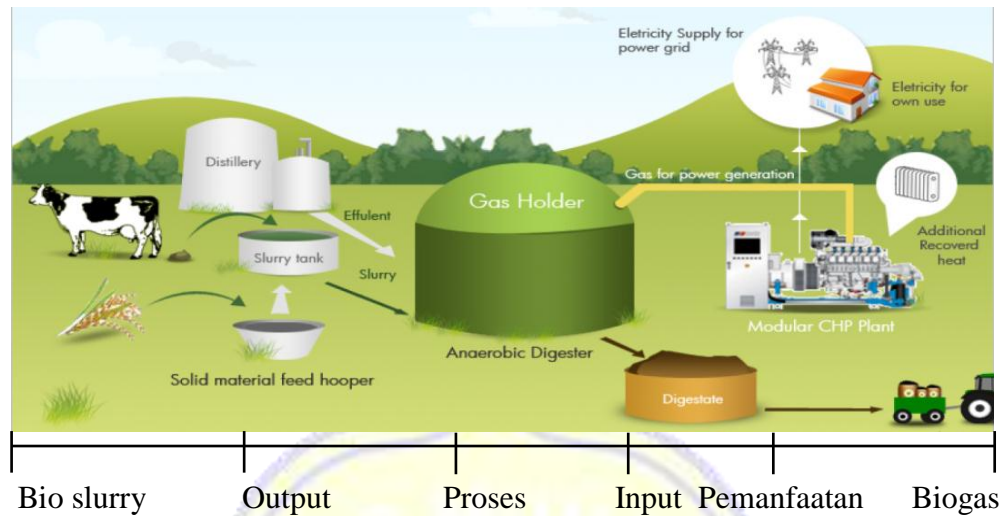 Eletricity Supply for
power grid
Eletricity for
own use
Distillery
Gas for power generation
Gas Holder
Effulent
Additional
Recoverd
heat
Slurry tank
Slurry
Modular CHP Plant
Anaerobic Digester
Solid material feed hooper
Digestate
Bio slurry Output Proses Input Pemanfaatan Biogas